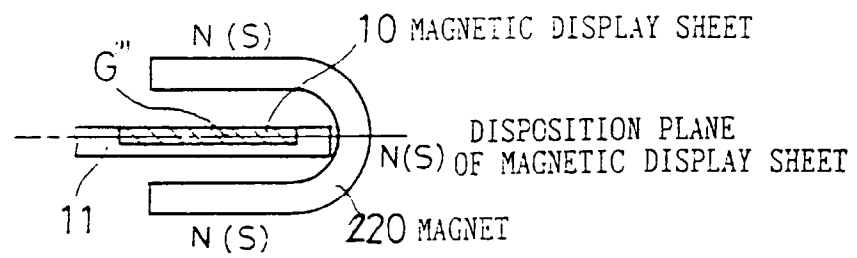 N(S)
10 MAGNETIC DISPLAY SHEET
G'''
DISPOSITION PLANE
N(S) OF MAGNETIC DISPLAY SHEET
11
N(S)
220 MAGNET